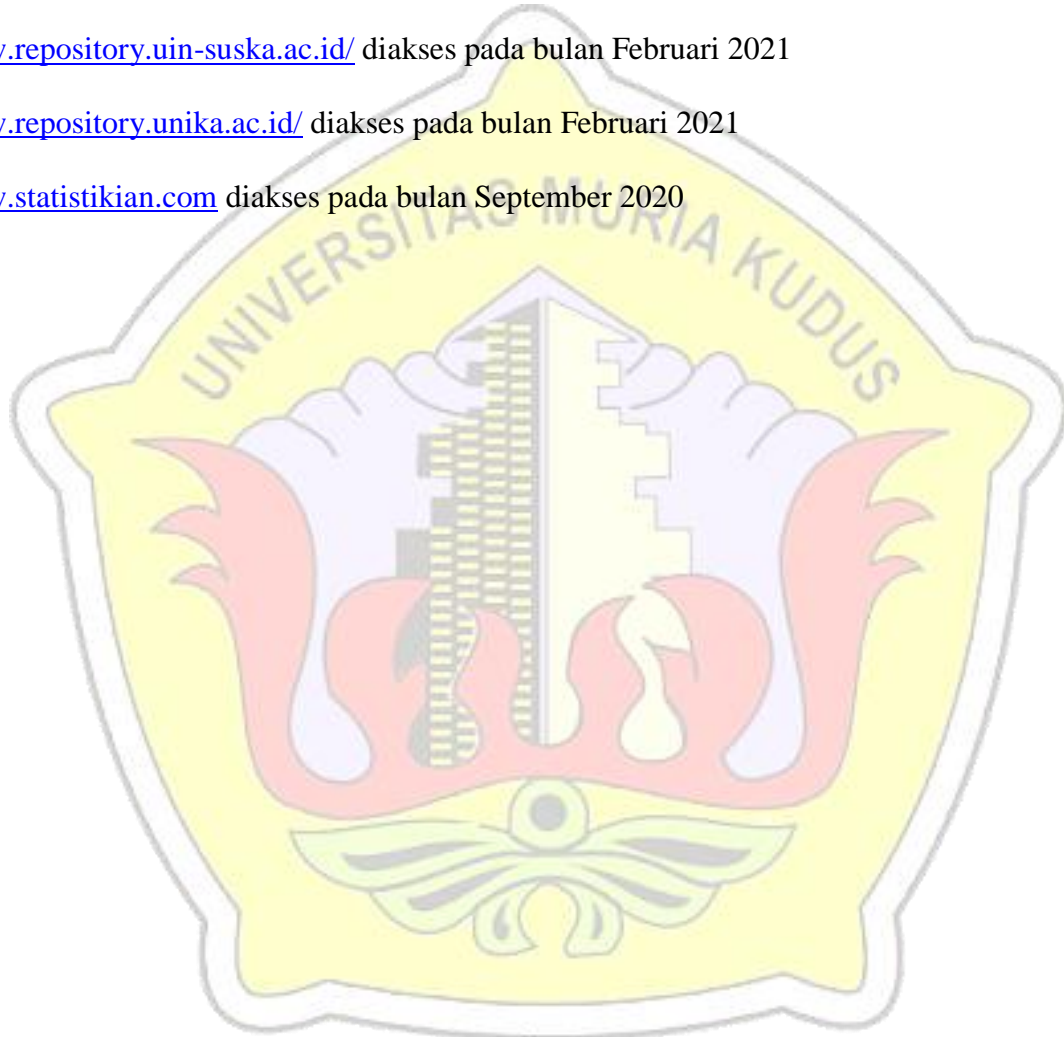 w.repository.uin-suska.ac.id/ diakses pada bulan Februari 2021
w.repository.unika.ac.id/ diakses pada bulan Februari 2021
w.statistikian.com diakses pada bulan September 2020
UNIVERSITAS MURIA KUDUS